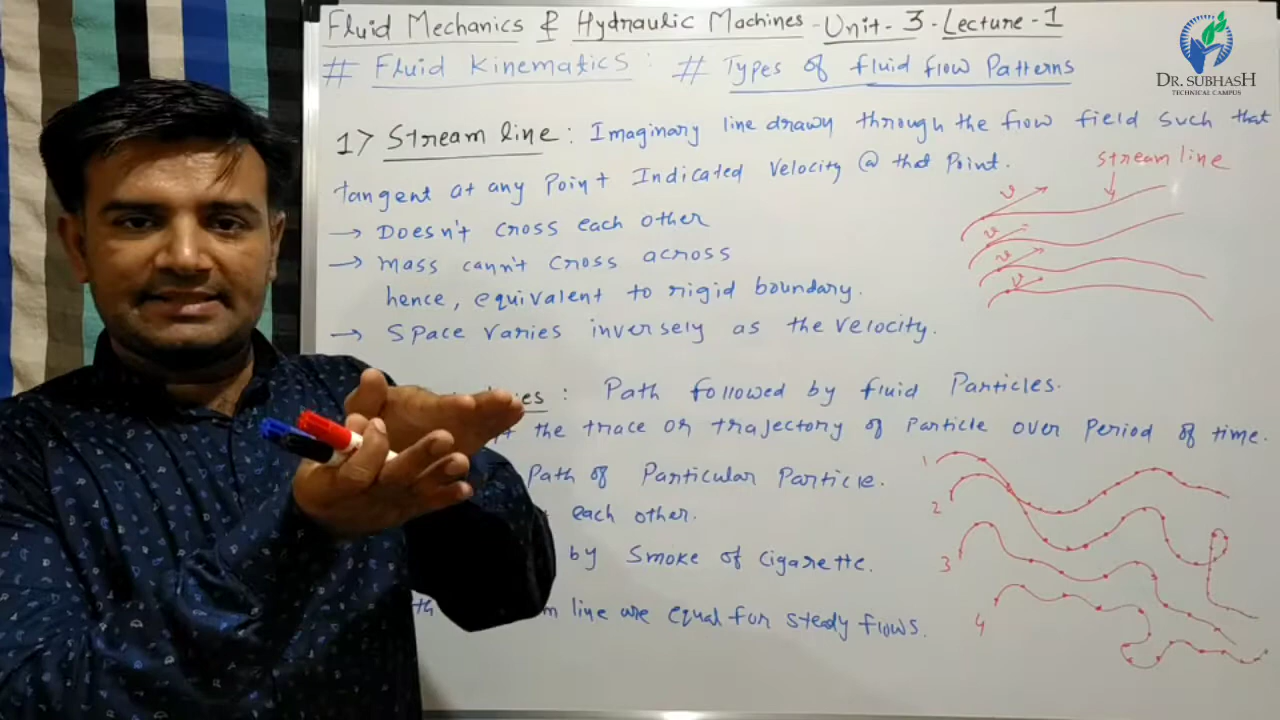 Fluid Mechanics & Hydraulic Machines - Unit - 3 - Lecture - 1
# Fluid Kinematics : # Types of fluid flow Patterns
DR. SUBHASH
TECHNICAL CAMPUS
1) Stream line : Imaginary line drawn through the flow field such that
tangent at any Point Indicated Velocity @ that Point.
stream line
→ Doesn't cross each other
→ Mass cann't cross across
hence, equivalent to rigid boundary.
→ Space varies inversely as the velocity.
v
v
v
v
: Path followed by fluid Particles.
the trace or trajectory of Particle over Period of time.
Path of Particular Particle.
each other.
by Smoke of cigarette.
line are equal for steady flows.
1
2
3
4